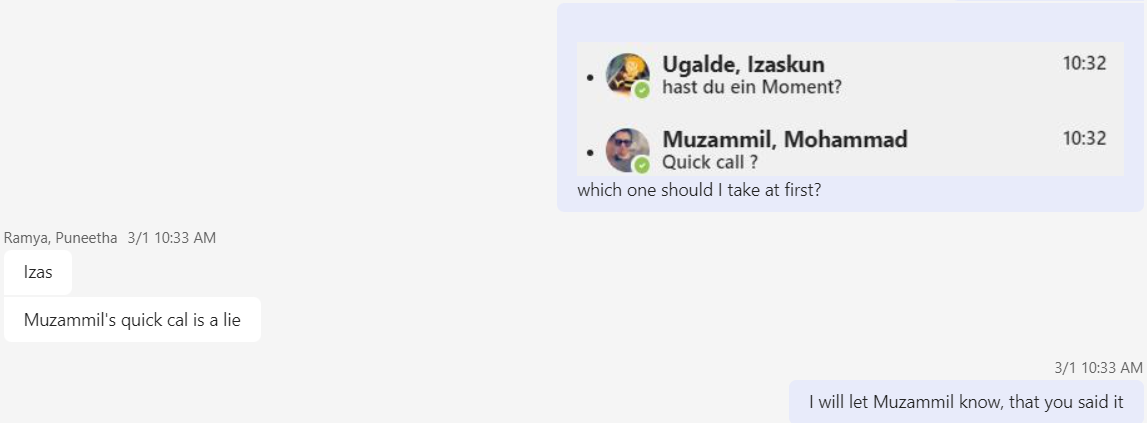 Ugalde, Izaskun 10:32
hast du ein Moment?
Muzammil, Mohammad 10:32
Quick call ?
which one should I take at first?
Ramya, Puneetha 3/1 10:33 AM
Izas
Muzammil's quick cal is a lie
3/1 10:33 AM
I will let Muzammil know, that you said it